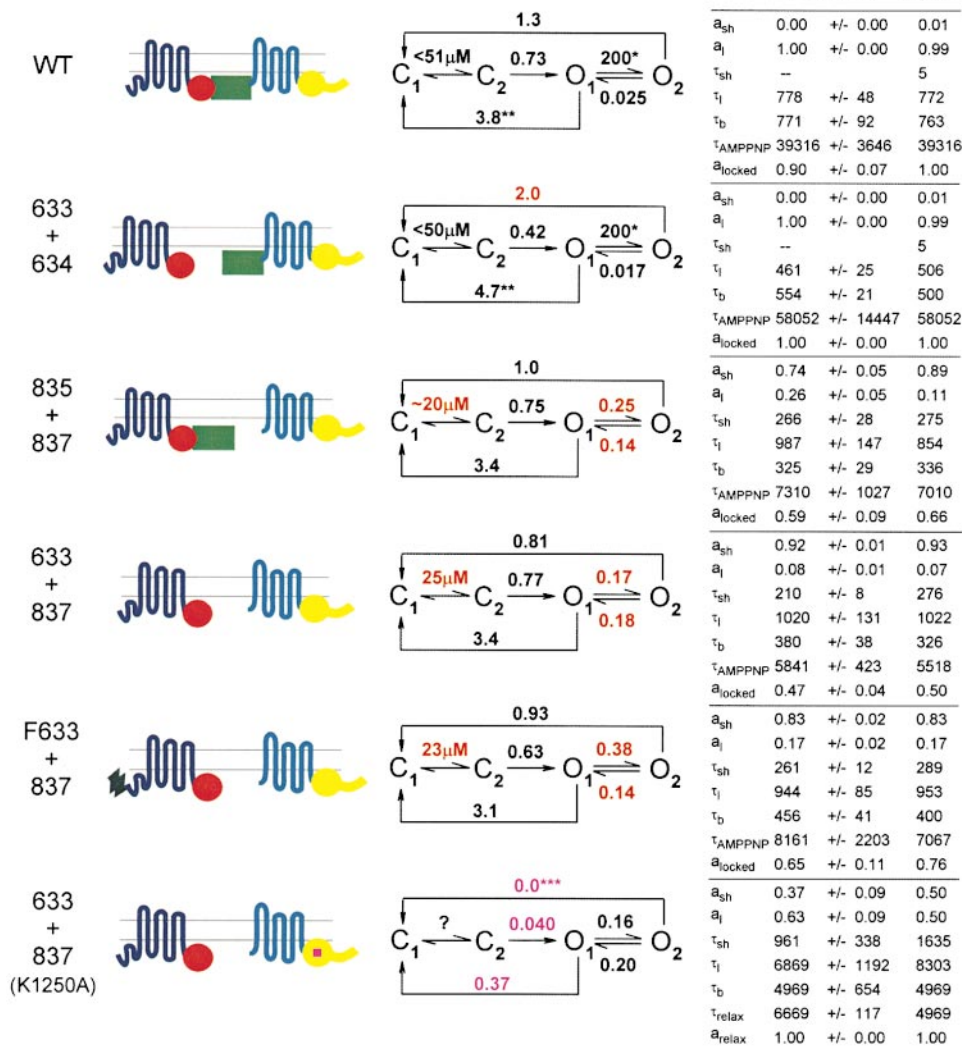 WT
1.3
C1 <51μM C2 0.73 O1 200* O2
0.025
3.8**
ash 0.00 +/- 0.00 0.01
al 1.00 +/- 0.00 0.99
τsh -- 5
τl 778 +/- 48 772
τb 771 +/- 92 763
τAMPPNP 39316 +/- 3646 39316
alocked 0.90 +/- 0.07 1.00
633
+
634
2.0
C1 <50μM C2 0.42 O1 200* O2
0.017
4.7**
ash 0.00 +/- 0.00 0.01
al 1.00 +/- 0.00 0.99
τsh -- 5
τl 461 +/- 25 506
τb 554 +/- 21 500
τAMPPNP 58052 +/- 14447 58052
alocked 1.00 +/- 0.00 1.00
835
+
837
1.0
C1 ~20μM C2 0.75 O1 0.25 O2
0.14
3.4
ash 0.74 +/- 0.05 0.89
al 0.26 +/- 0.05 0.11
τsh 266 +/- 28 275
τl 987 +/- 147 854
τb 325 +/- 29 336
τAMPPNP 7310 +/- 1027 7010
alocked 0.59 +/- 0.09 0.66
633
+
837
0.81
C1 25μM C2 0.77 O1 0.17 O2
0.18
3.4
ash 0.92 +/- 0.01 0.93
al 0.08 +/- 0.01 0.07
τsh 210 +/- 8 276
τl 1020 +/- 131 1022
τb 380 +/- 38 326
τAMPPNP 5841 +/- 423 5518
alocked 0.47 +/- 0.04 0.50
F633
+
837
0.93
C1 23μM C2 0.63 O1 0.38 O2
0.14
3.1
ash 0.83 +/- 0.02 0.83
al 0.17 +/- 0.02 0.17
τsh 261 +/- 12 289
τl 944 +/- 85 953
τb 456 +/- 41 400
τAMPPNP 8161 +/- 2203 7067
alocked 0.65 +/- 0.11 0.76
633
+
837
(K1250A)
0.0***
C1 ? C2 0.040 O1 0.16 O2
0.20
0.37
ash 0.37 +/- 0.09 0.50
al 0.63 +/- 0.09 0.50
τsh 961 +/- 338 1635
τl 6869 +/- 1192 8303
τb 4969 +/- 654 4969
τrelax 6669 +/- 117 4969
arelax 1.00 +/- 0.00 1.00